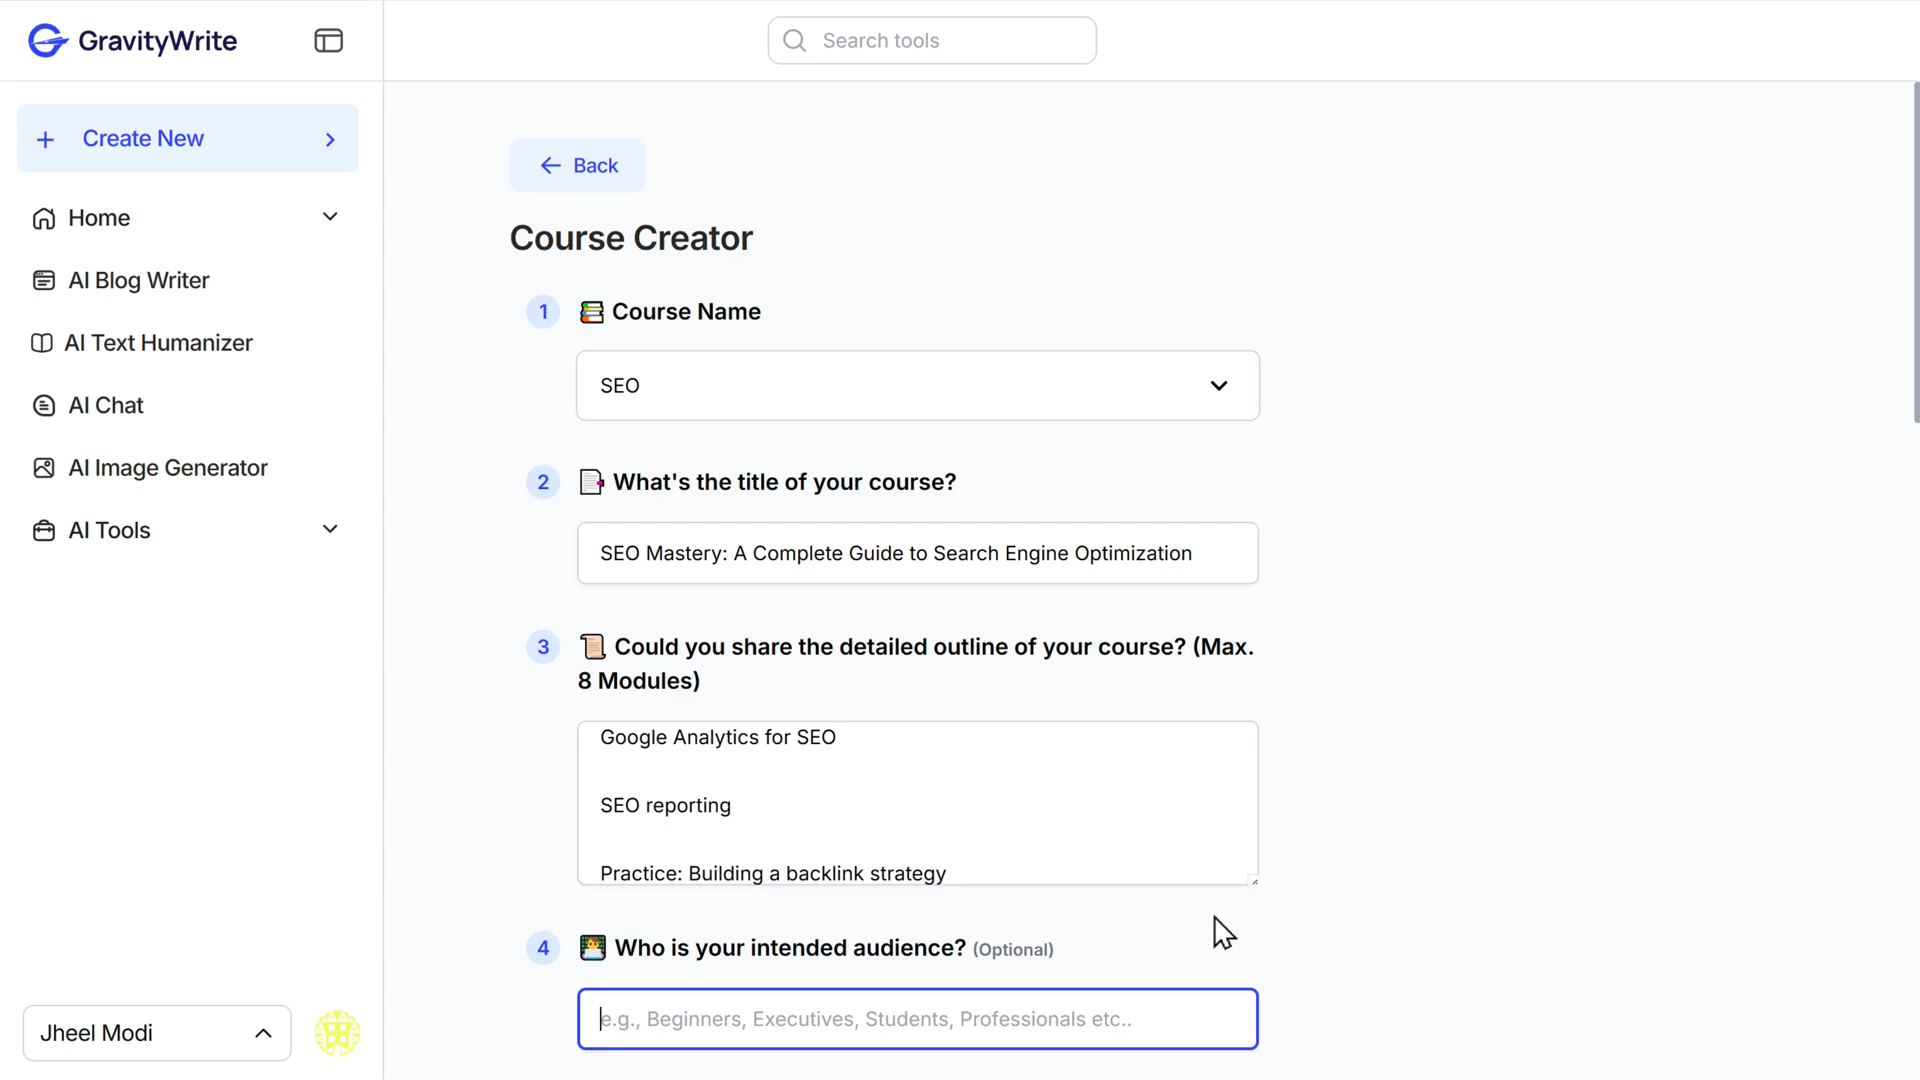 GravityWrite
Search tools
+ Create New
Home
AI Blog Writer
AI Text Humanizer
AI Chat
AI Image Generator
AI Tools
Jheel Modi
Back
Course Creator
1 Course Name
SEO
2 What's the title of your course?
SEO Mastery: A Complete Guide to Search Engine Optimization
3 Could you share the detailed outline of your course? (Max.
8 Modules)
Google Analytics for SEO
SEO reporting
Practice: Building a backlink strategy
4 Who is your intended audience? (Optional)
e.g., Beginners, Executives, Students, Professionals etc..